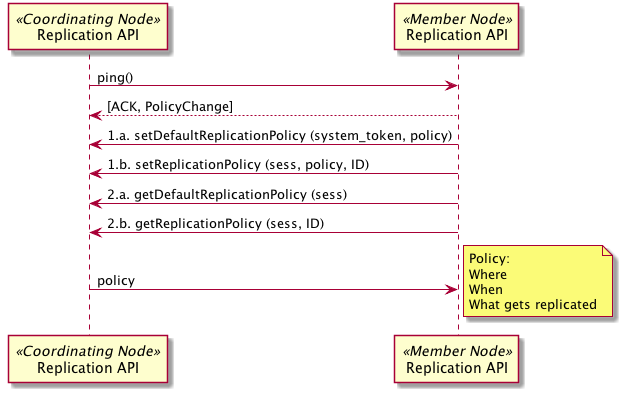 «Coordinating Node»
Replication API
«Member Node»
Replication API
ping()
[ACK, PolicyChange]
1.a. setDefaultReplicationPolicy (system_token, policy)
1.b. setReplicationPolicy (sess, policy, ID)
2.a. getDefaultReplicationPolicy (sess)
2.b. getReplicationPolicy (sess, ID)
policy
Policy:
Where
When
What gets replicated
«Coordinating Node»
Replication API
«Member Node»
Replication API